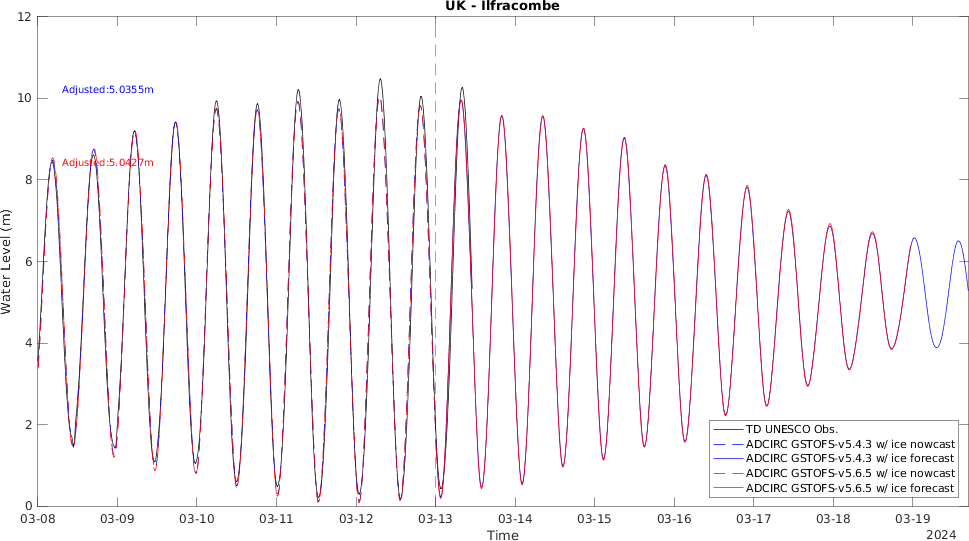 UK - Ilfracombe
12
10
8
6
4
2
0
Water Level (m)
Adjusted:5.0355m
Adjusted:5.0427m
TD UNESCO Obs.
ADCIRC GSTOFS-v5.4.3 w/ ice nowcast
ADCIRC GSTOFS-v5.4.3 w/ ice forecast
ADCIRC GSTOFS-v5.6.5 w/ ice nowcast
ADCIRC GSTOFS-v5.6.5 w/ ice forecast
03-08 03-09 03-10 03-11 03-12 03-13 03-14 03-15 03-16 03-17 03-18 03-19
Time
2024